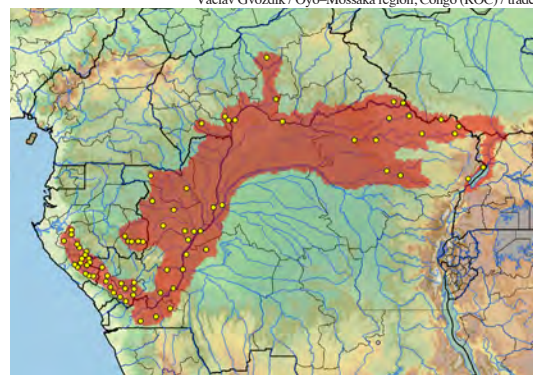 Václav Gvoždík / Oyo–Mossaka region, Congo (ROC) / trade